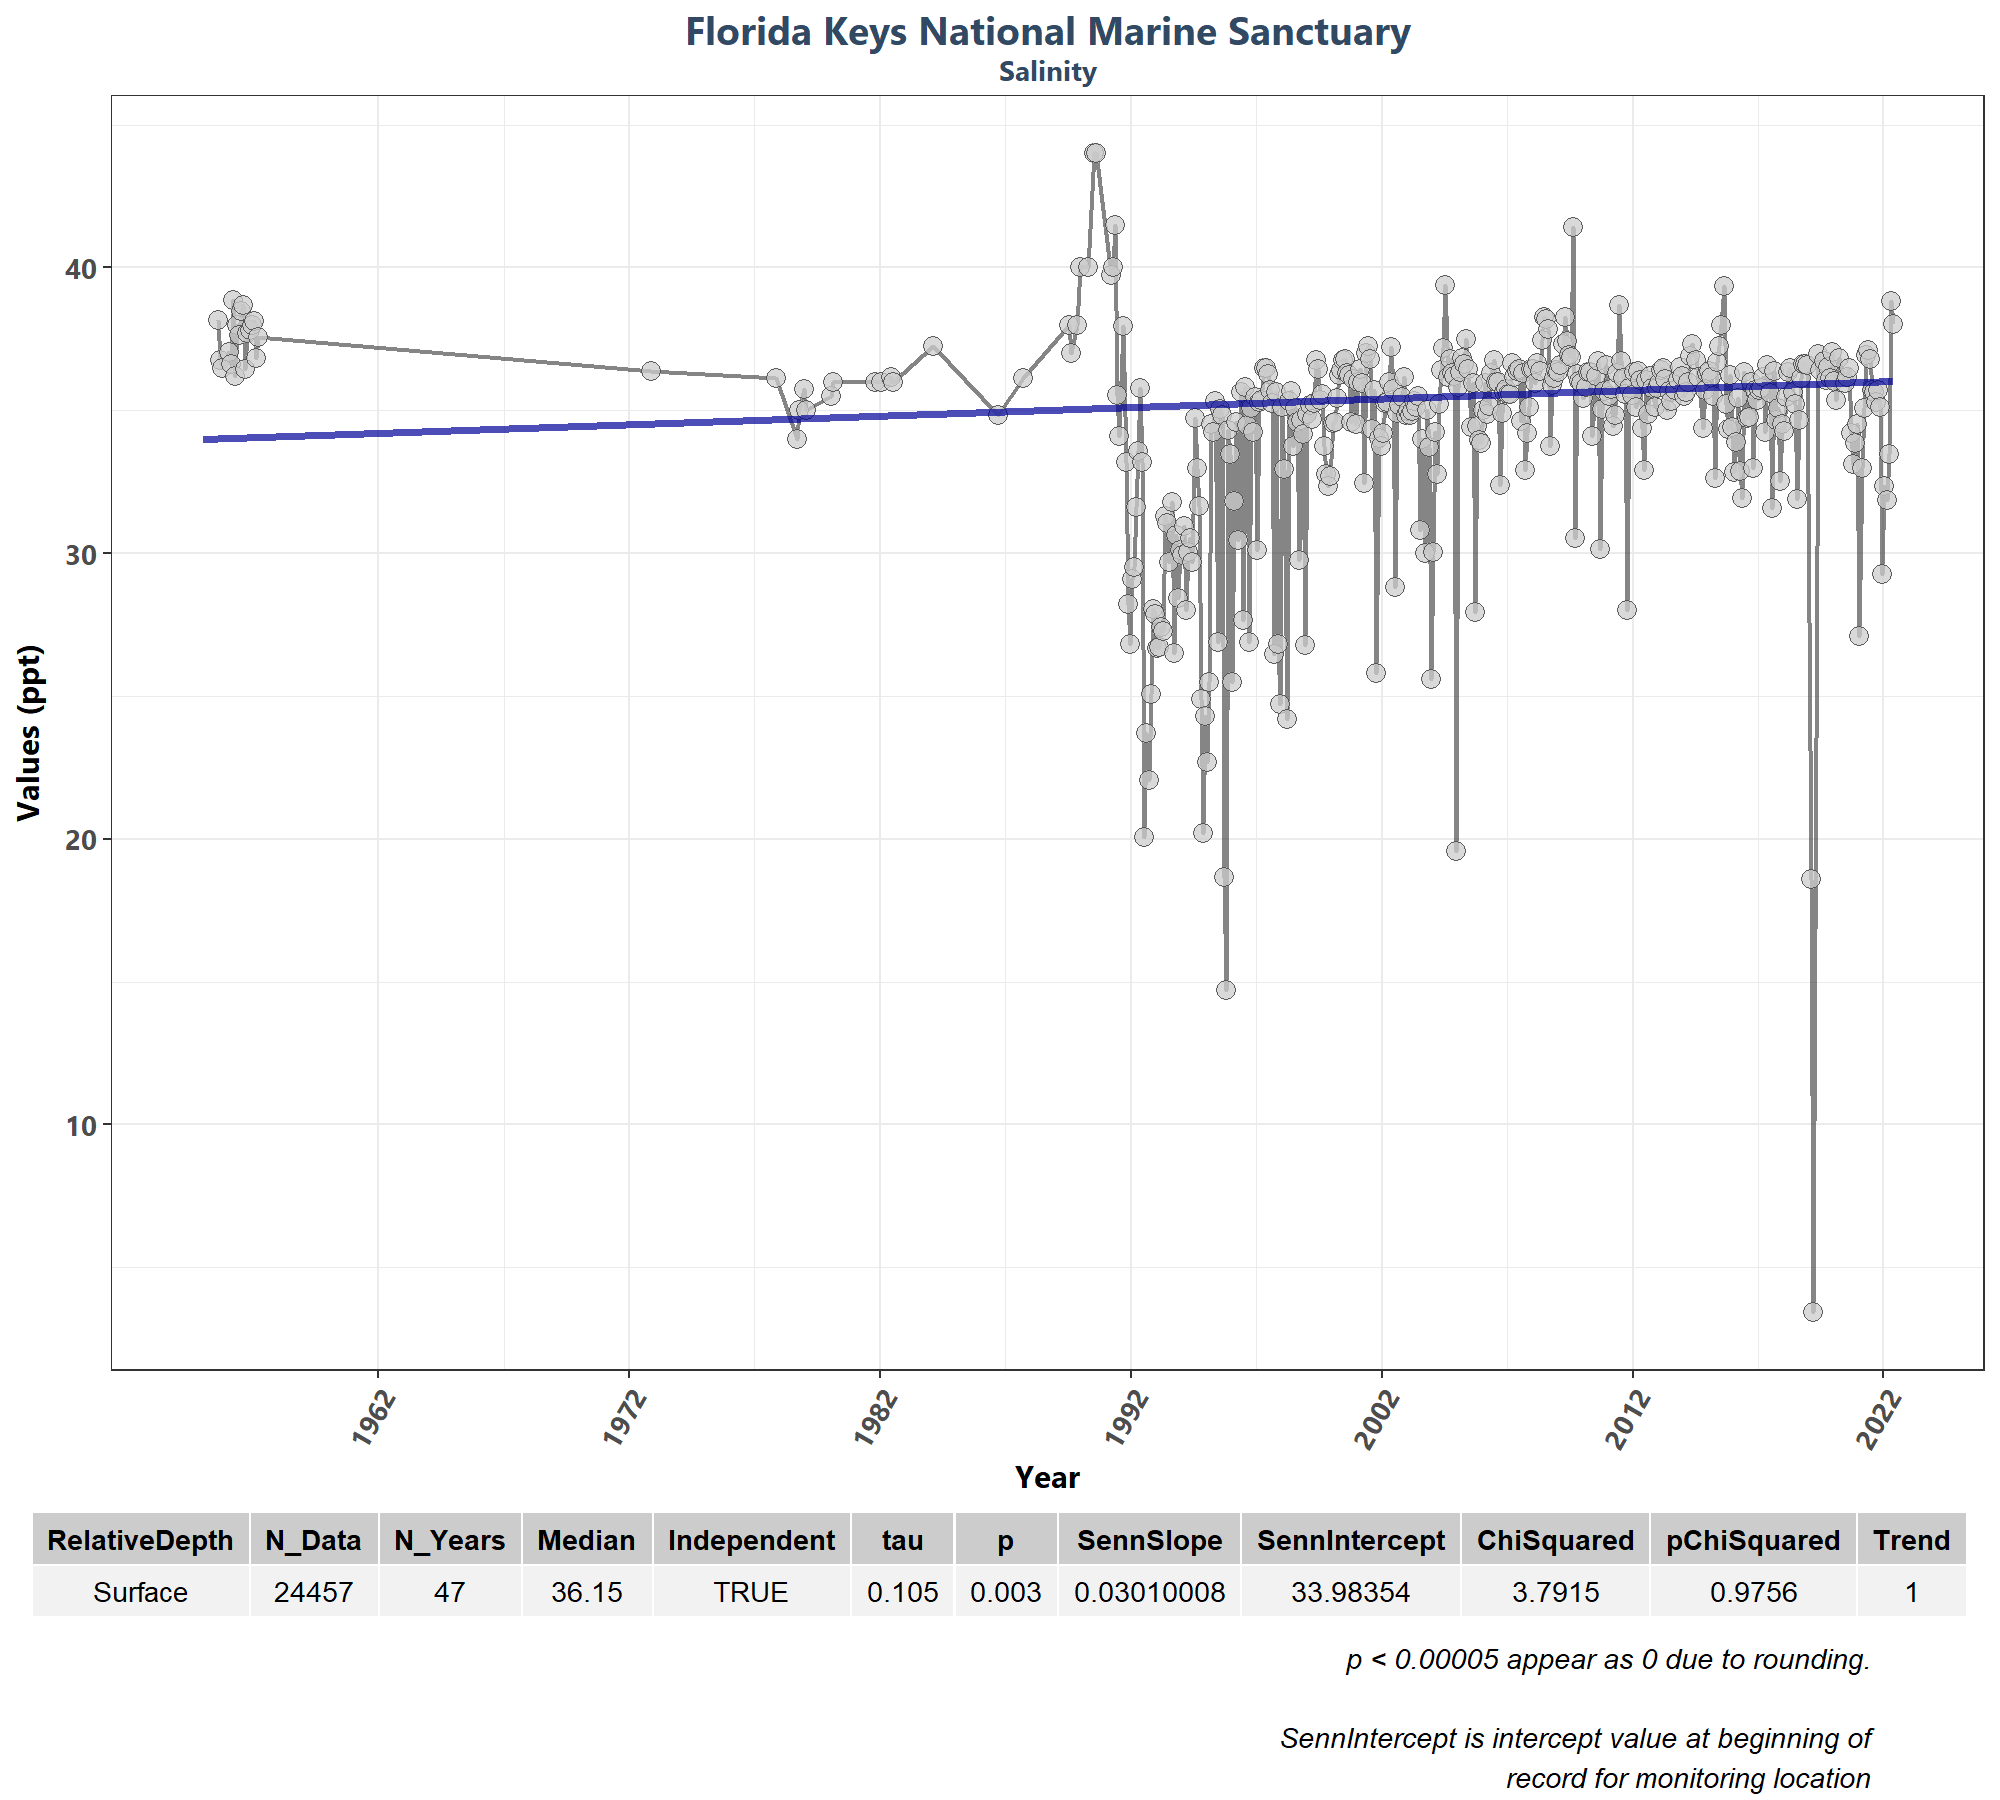 Florida Keys National Marine Sanctuary
Salinity
Values (ppt)
40
30
20
10
1962 1972 1982 1992 2002 2012 2022
Year
RelativeDepth N_Data N_Years Median Independent tau p SennSlope SennIntercept ChiSquared pChiSquared Trend
Surface 24457 47 36.15 TRUE 0.105 0.003 0.03010008 33.98354 3.7915 0.9756 1
p < 0.00005 appear as 0 due to rounding.
SennIntercept is intercept value at beginning of
record for monitoring location